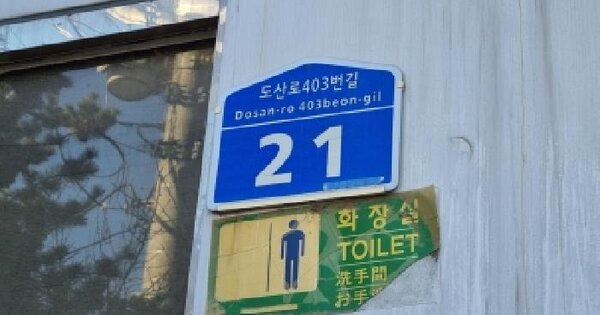 도산로403번길
Dosan-ro 403beon-gil
21
화장실
TOILET
洗手間
お手